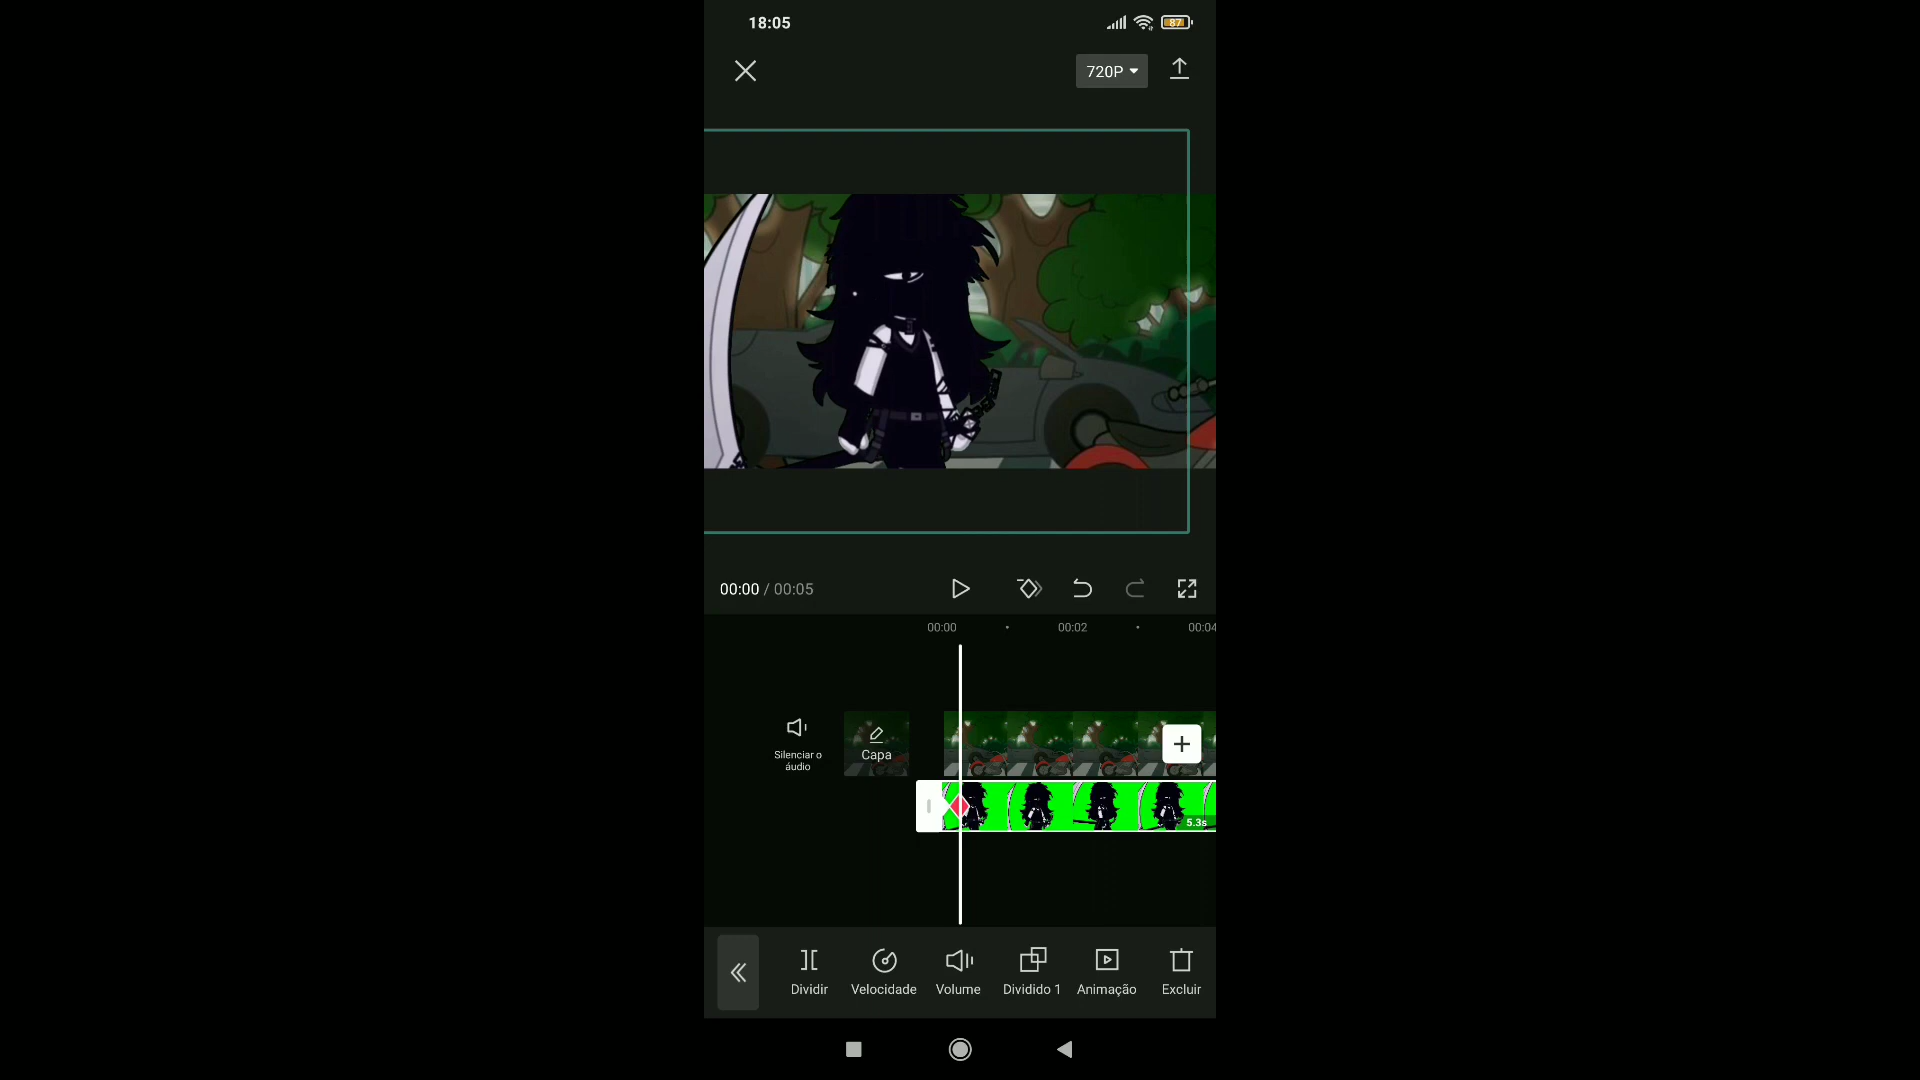 18:05
87
720P
00:00 / 00:05
00:00
00:02
00:04
Silenciar o
áudio
Capa
5.3s
Dividir
Velocidade
Volume
Dividido 1
Animação
Excluir